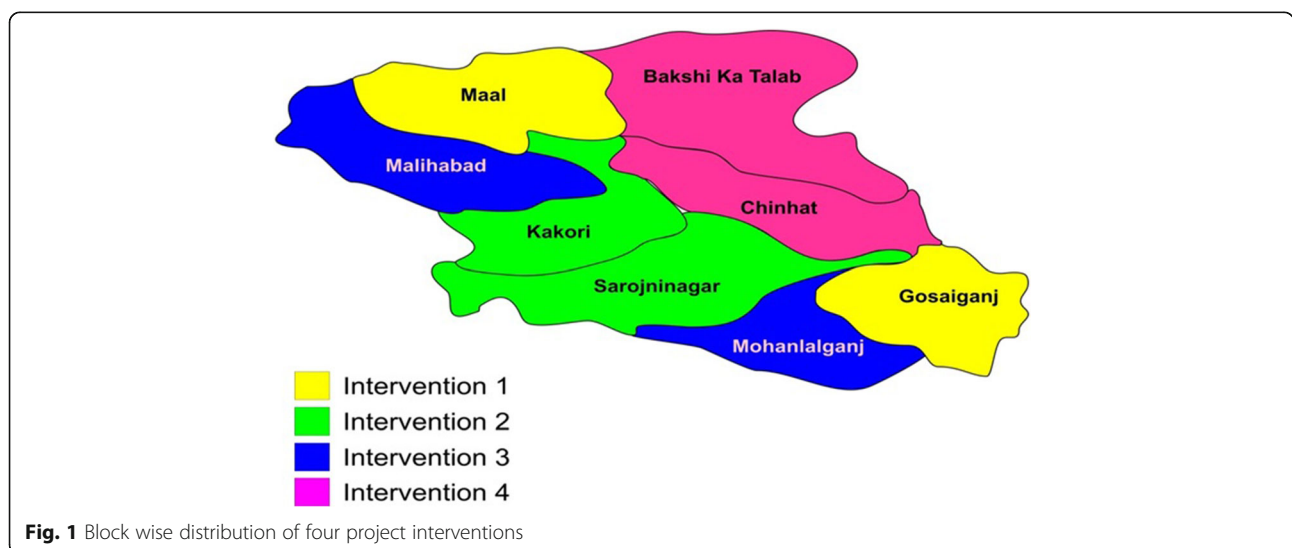 Bakshi Ka Talab
Maal
Malihabad
Chinhat
Kakori
Sarojninagar
Gosaiganj
Mohanlalganj
Intervention 1
Intervention 2
Intervention 3
Intervention 4
Fig. 1 Block wise distribution of four project interventions